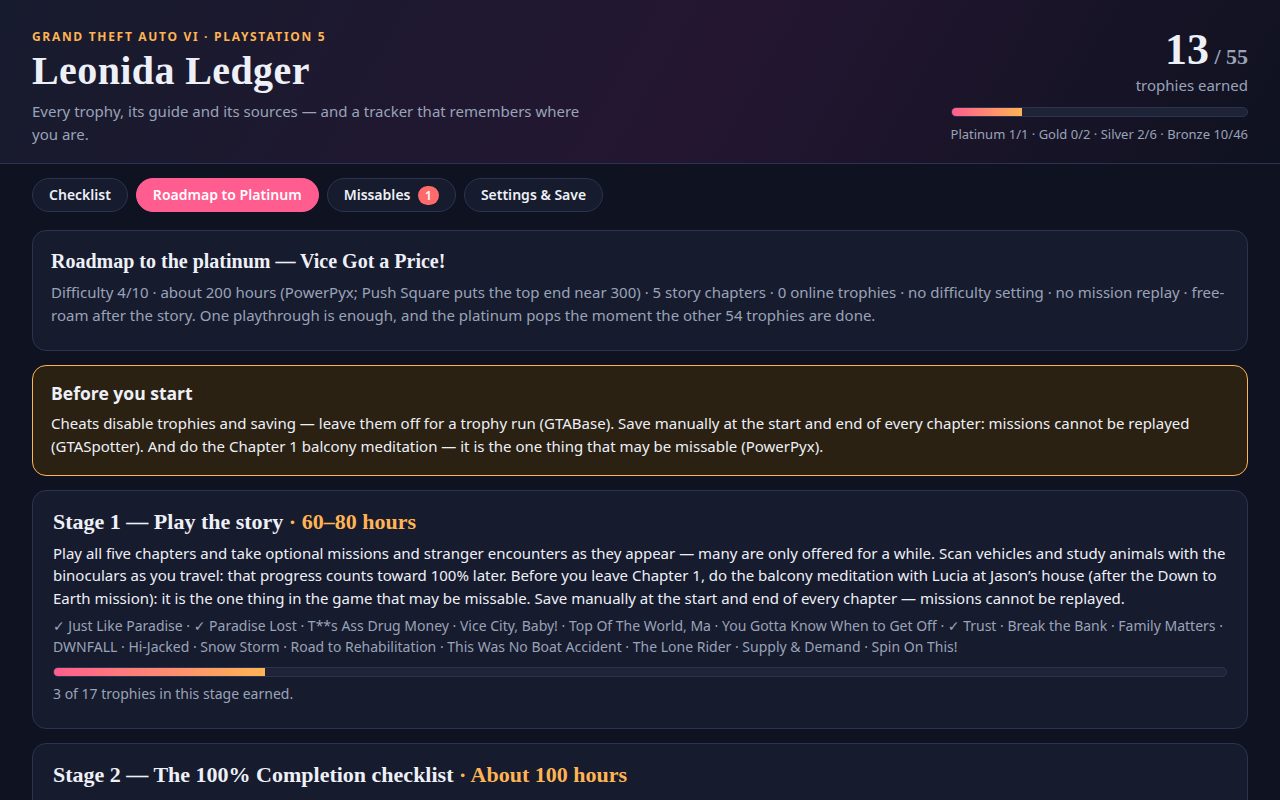 GRAND THEFT AUTO VI · PLAYSTATION 5
Leonida Ledger
Every trophy, its guide and its sources — and a tracker that remembers where
you are.
13 / 55
trophies earned
Platinum 1/1 · Gold 0/2 · Silver 2/6 · Bronze 10/46
Checklist
Roadmap to Platinum
Missables 1
Settings & Save
Roadmap to the platinum — Vice Got a Price!
Difficulty 4/10 · about 200 hours (PowerPyx; Push Square puts the top end near 300) · 5 story chapters · 0 online trophies · no difficulty setting · no mission replay · free-
roam after the story. One playthrough is enough, and the platinum pops the moment the other 54 trophies are done.
Before you start
Cheats disable trophies and saving — leave them off for a trophy run (GTABase). Save manually at the start and end of every chapter: missions cannot be replayed
(GTASpotter). And do the Chapter 1 balcony meditation — it is the one thing that may be missable (PowerPyx).
Stage 1 — Play the story · 60–80 hours
Play all five chapters and take optional missions and stranger encounters as they appear — many are only offered for a while. Scan vehicles and study animals with the
binoculars as you travel: that progress counts toward 100% later. Before you leave Chapter 1, do the balcony meditation with Lucia at Jason’s house (after the Down to
Earth mission): it is the one thing in the game that may be missable. Save manually at the start and end of every chapter — missions cannot be replayed.
✓ Just Like Paradise · ✓ Paradise Lost · T**s Ass Drug Money · Vice City, Baby! · Top Of The World, Ma · You Gotta Know When to Get Off · ✓ Trust · Break the Bank · Family Matters ·
DWNFALL · Hi-Jacked · Snow Storm · Road to Rehabilitation · This Was No Boat Accident · The Lone Rider · Supply & Demand · Spin On This!
3 of 17 trophies in this stage earned.
Stage 2 — The 100% Completion checklist · About 100 hours